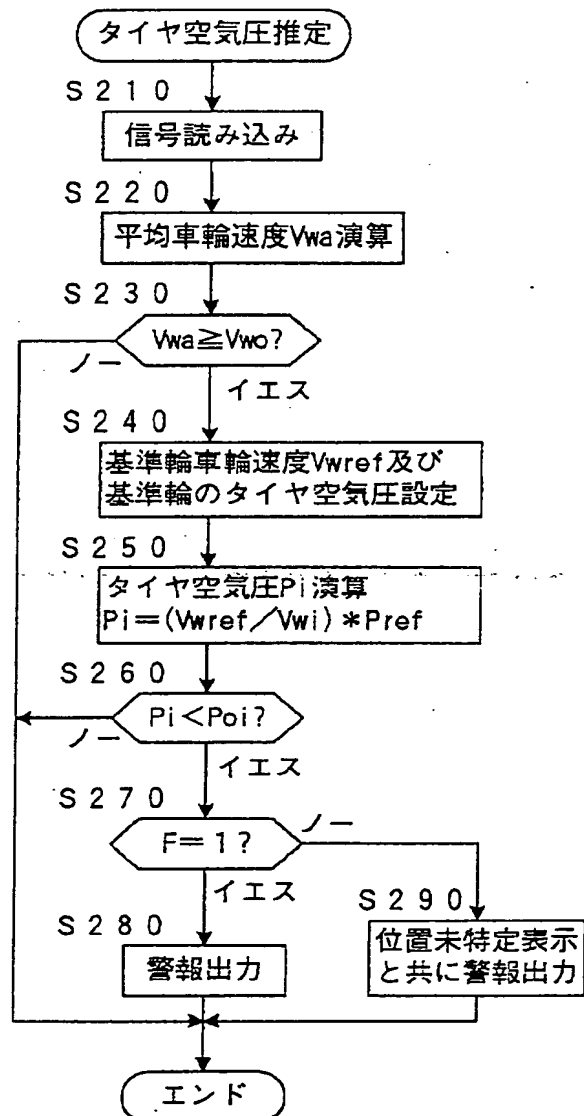 タイヤ空気圧推定
S210
信号読み込み
S220
平均車輪速度Vwa演算
S230
Vwa≧Vwo?
ノー
イエス
S240
基準輪車輪速度Vwref及び
基準輪のタイヤ空気圧設定
S250
タイヤ空気圧Pi演算
Pi=(Vwref/Vwi)*Pref
S260
Pi<Poi?
ノー
イエス
S270
F=1?
ノー
イエス
S280
警報出力
S290
位置未特定表示
と共に警報出力
エンド